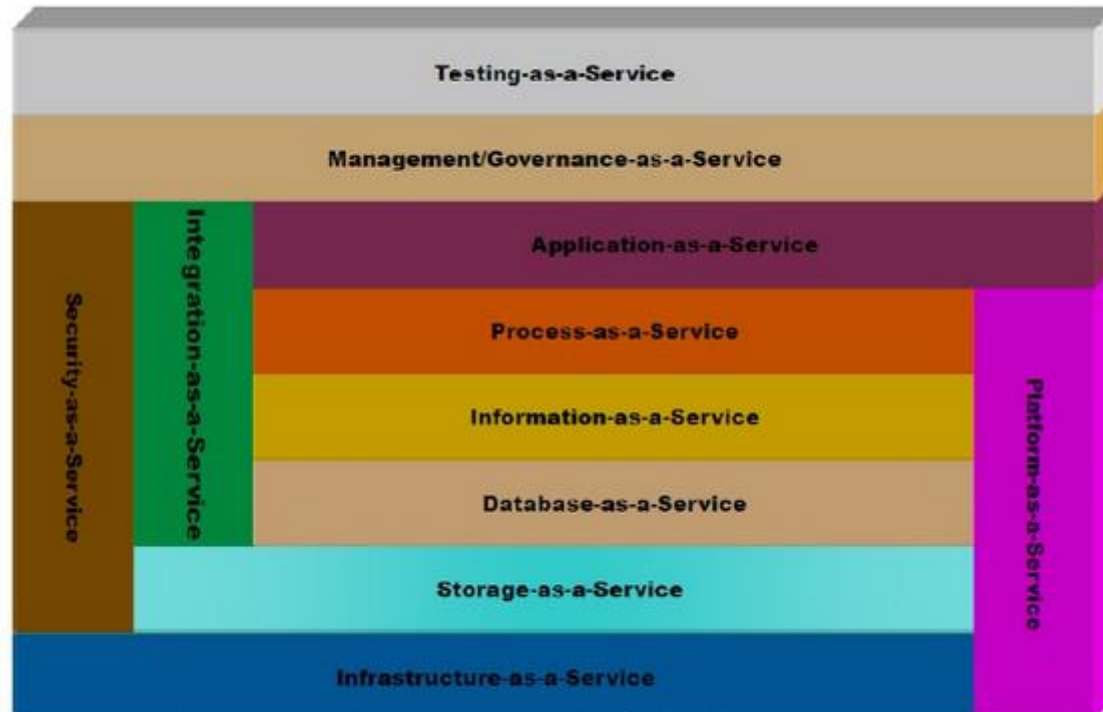 Testing-as-a-Service
Management/Governance-as-a-Service
Security-as-a-Service
Integration-as-a-Service
Application-as-a-Service
Process-as-a-Service
Information-as-a-Service
Database-as-a-Service
Storage-as-a-Service
Platform-as-a-Service
Infrastructure-as-a-Service